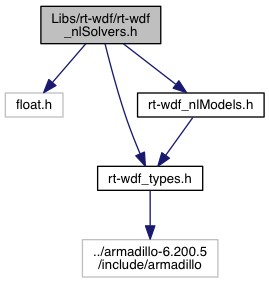 Libs/rt-wdf/rt-wdf
_nlSolvers.h
float.h
rt-wdf_nlModels.h
rt-wdf_types.h
../armadillo-6.200.5
/include/armadillo